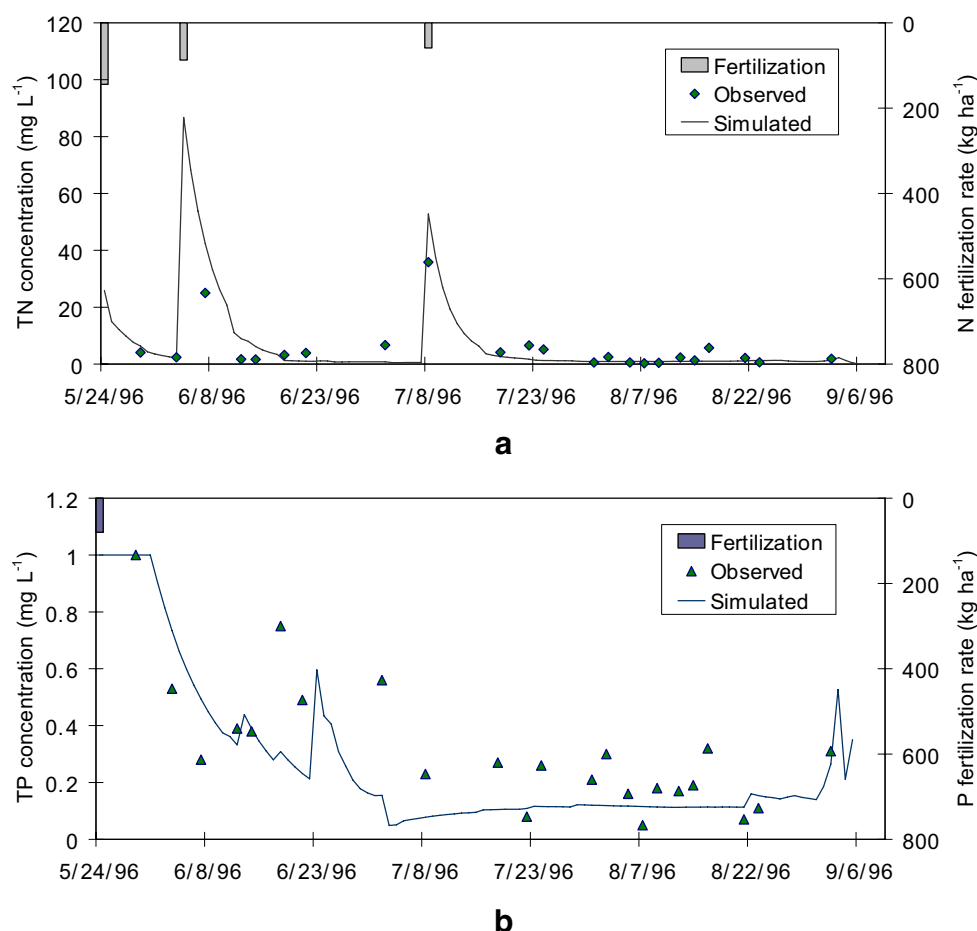 120
100
80
60
40
20
0
TN concentration (mg L⁻¹)
Fertilization
Observed
Simulated
0
200
400
600
800
N fertilization rate (kg ha⁻¹)
5/24/96 6/8/96 6/23/96 7/8/96 7/23/96 8/7/96 8/22/96 9/6/96
a
1.2
1
0.8
0.6
0.4
0.2
0
TP concentration (mg L⁻¹)
Fertilization
Observed
Simulated
0
200
400
600
800
P fertilization rate (kg ha⁻¹)
5/24/96 6/8/96 6/23/96 7/8/96 7/23/96 8/7/96 8/22/96 9/6/96
b